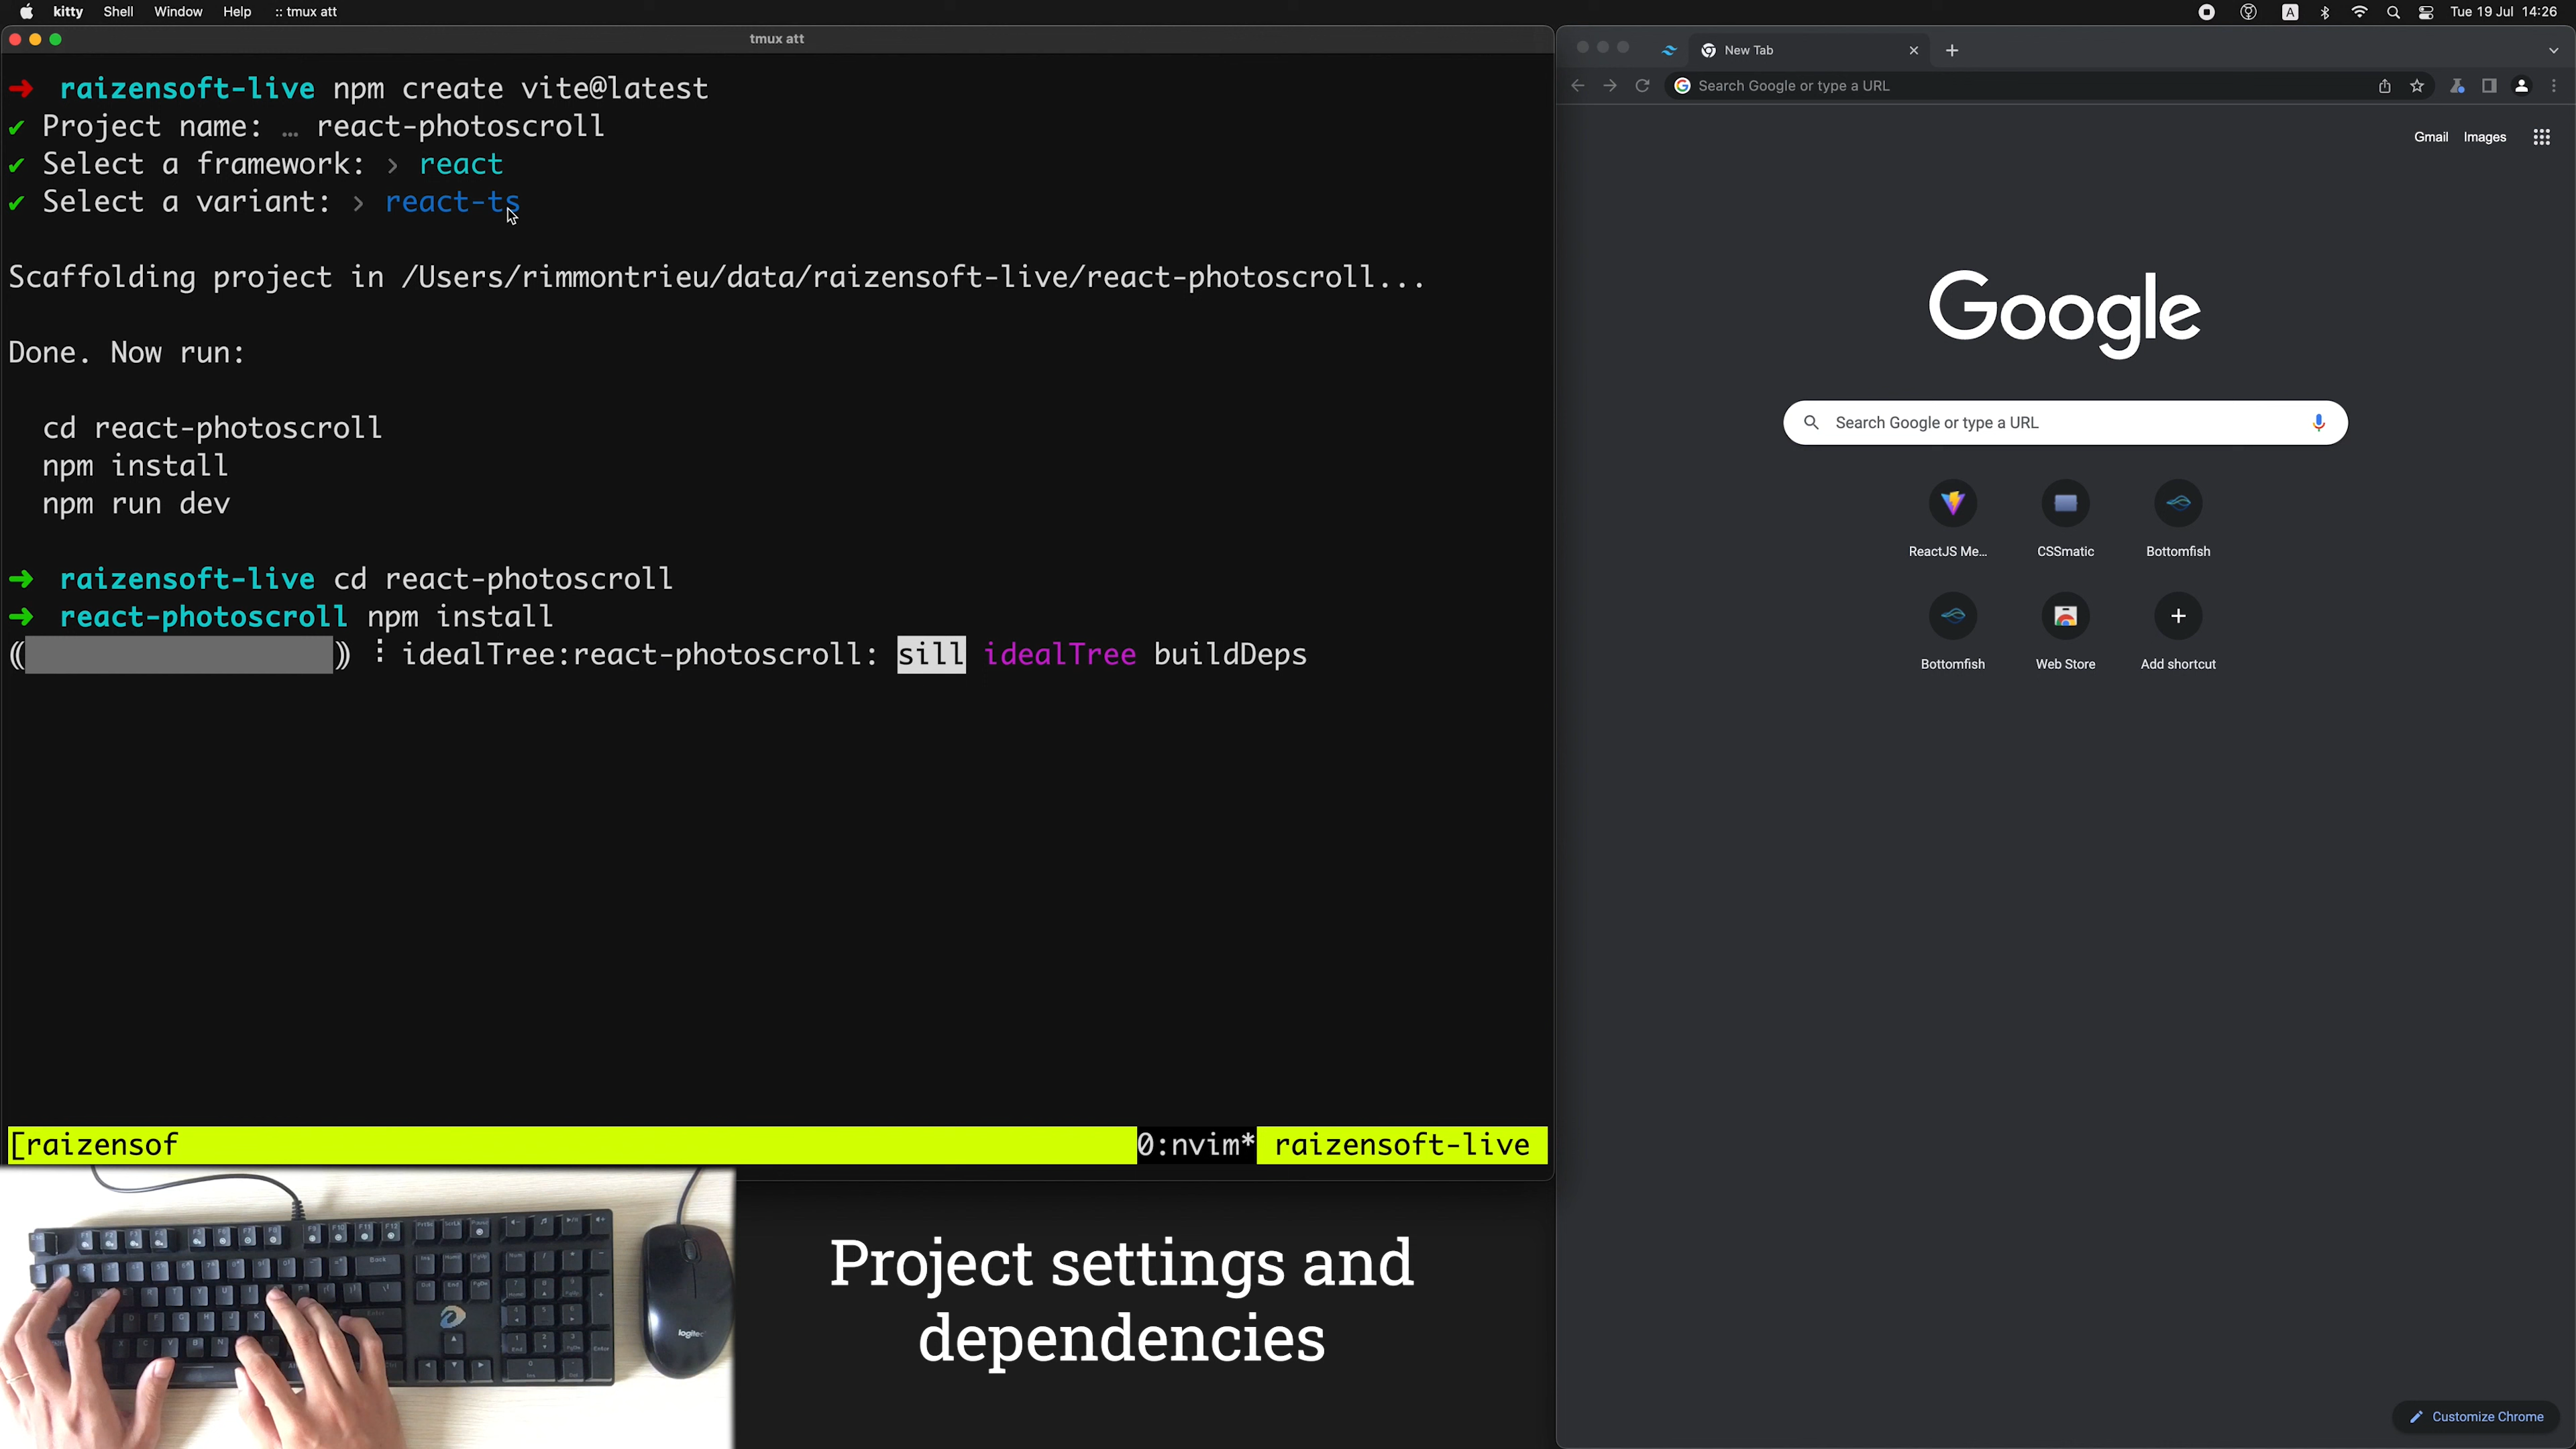 kitty Shell Window Help :: tmux att
A Tue 19 Jul 14:26
tmux att
➜ raizensoft-live npm create vite@latest
✔ Project name: … react-photoscroll
✔ Select a framework: › react
✔ Select a variant: › react-ts
Scaffolding project in /Users/rimmontrieu/data/raizensoft-live/react-photoscroll...
Done. Now run:
cd react-photoscroll
npm install
npm run dev
➜ raizensoft-live cd react-photoscroll
➜ react-photoscroll npm install
(( )) ⠸ idealTree:react-photoscroll: sill idealTree buildDeps
[raizensof 0:nvim* raizensoft-live
New Tab
Search Google or type a URL
Gmail Images
Google
Search Google or type a URL
ReactJS Me... CSSmatic Bottomfish
Bottomfish Web Store Add shortcut
Customize Chrome
logitech
Project settings and
dependencies